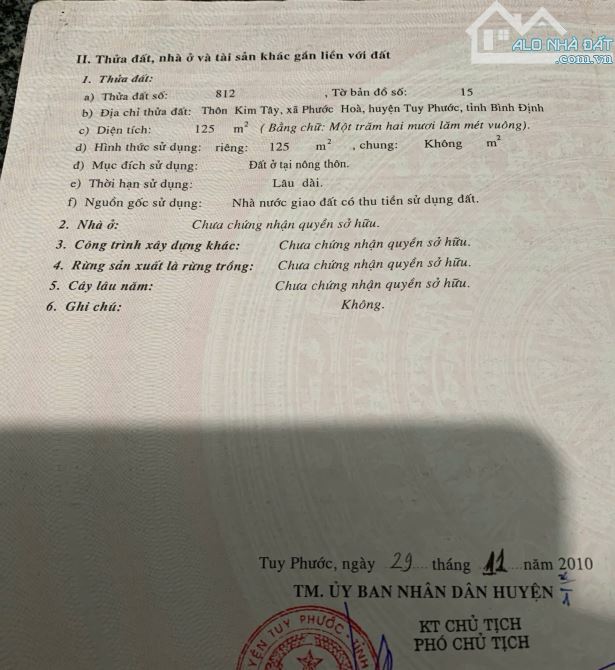 ALO NHÀ ĐẤT
.com.vn
II. Thửa đất, nhà ở và tài sản khác gắn liền với đất
1. Thửa đất:
a) Thửa đất số: 812 , Tờ bản đồ số: 15
b) Địa chỉ thửa đất: Thôn Kim Tây, xã Phước Hoà, huyện Tuy Phước, tỉnh Bình Định
c) Diện tích: 125 m² ( Bằng chữ: Một trăm hai mươi lăm mét vuông).
d) Hình thức sử dụng: riêng: 125 m² , chung: Không m²
đ) Mục đích sử dụng: Đất ở tại nông thôn.
e) Thời hạn sử dụng: Lâu dài.
f) Nguồn gốc sử dụng: Nhà nước giao đất có thu tiền sử dụng đất.
2. Nhà ở: Chưa chứng nhận quyền sở hữu.
3. Công trình xây dựng khác: Chưa chứng nhận quyền sở hữu.
4. Rừng sản xuất là rừng trồng: Chưa chứng nhận quyền sở hữu.
5. Cây lâu năm: Chưa chứng nhận quyền sở hữu.
6. Ghi chú: Không.
Tuy Phước, ngày 29 tháng 11 năm 2010
TM. ỦY BAN NHÂN DÂN HUYỆN
KT CHỦ TỊCH
PHÓ CHỦ TỊCH
YỆN TUY PHƯỚC - TỈNH